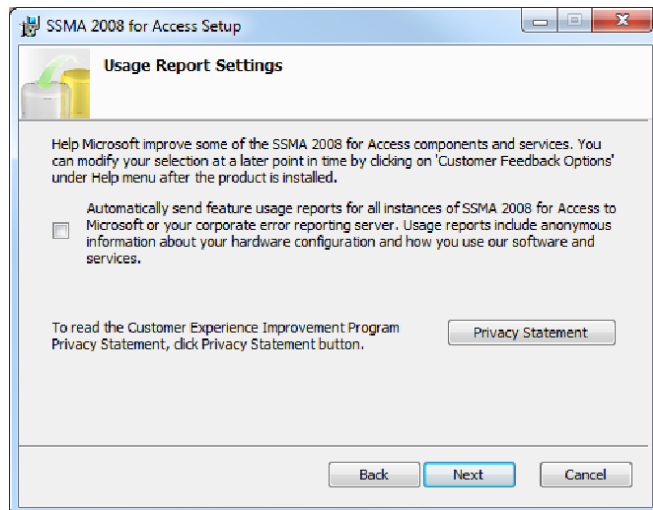 SSMA 2008 for Access Setup
Usage Report Settings
Help Microsoft improve some of the SSMA 2008 for Access components and services. You
can modify your selection at a later point in time by clicking on 'Customer Feedback Options'
under Help menu after the product is installed.
Automatically send feature usage reports for all instances of SSMA 2008 for Access to
Microsoft or your corporate error reporting server. Usage reports include anonymous
information about your hardware configuration and how you use our software and
services.
To read the Customer Experience Improvement Program
Privacy Statement, click Privacy Statement button.
Privacy Statement
Back
Next
Cancel